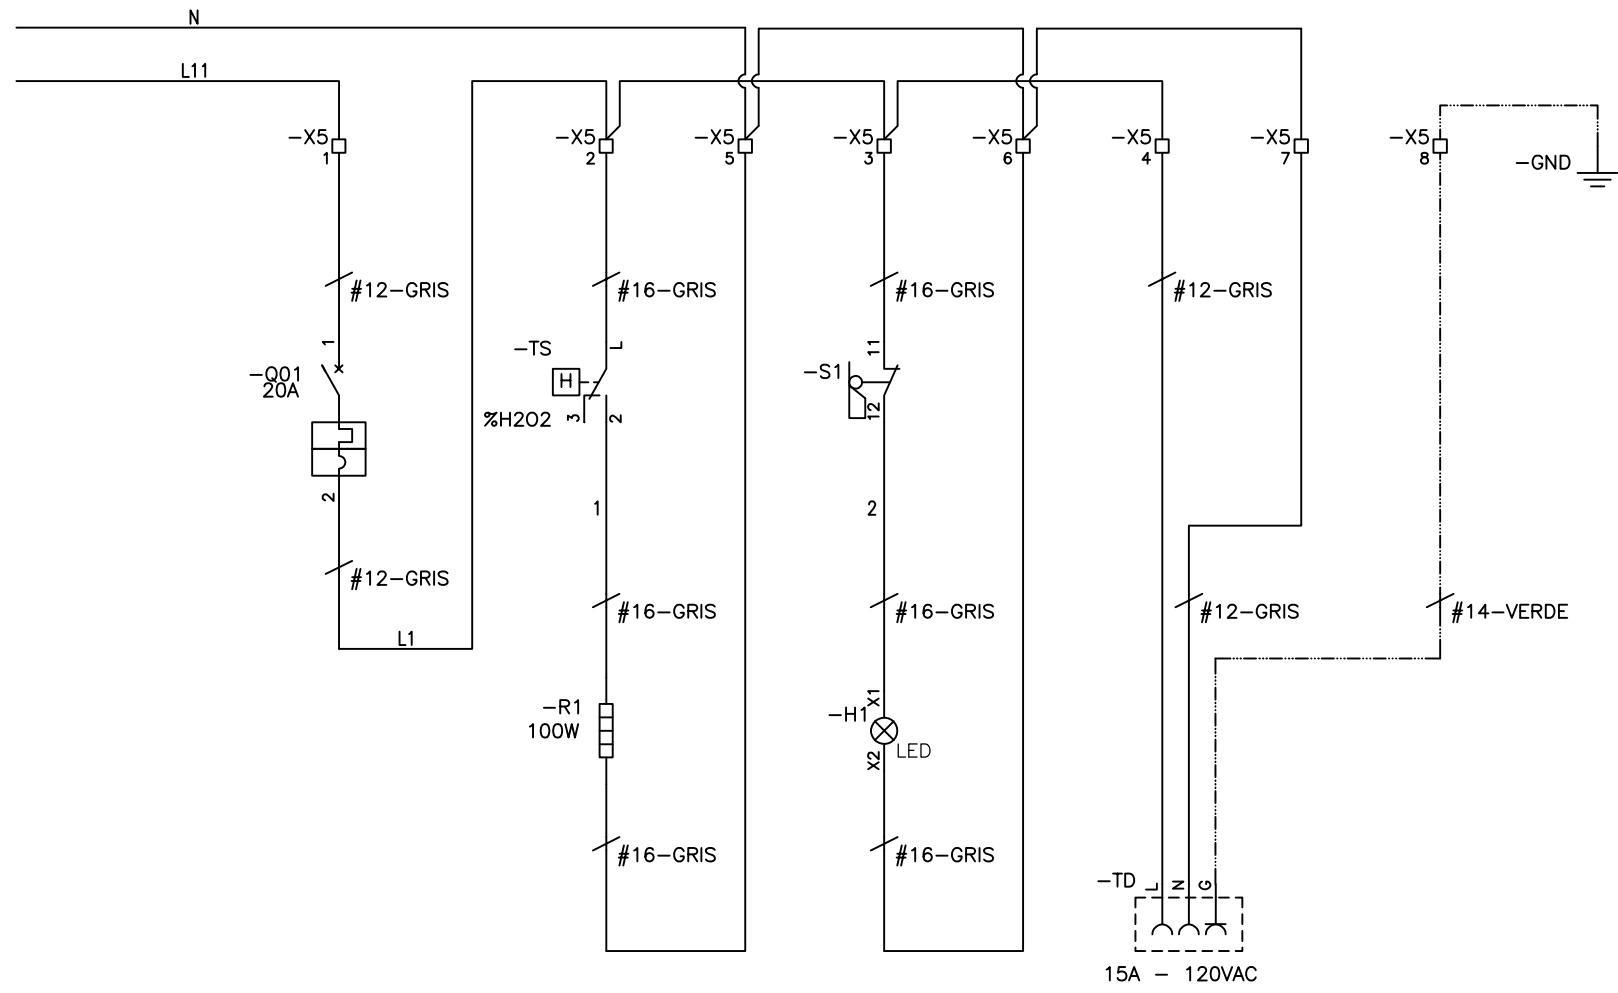 N
L11
-X5
1
-X5
2
-X5
5
-X5
3
-X5
6
-X5
4
-X5
7
-X5
8
-GND
#12-GRIS
#16-GRIS
#16-GRIS
#12-GRIS
1
-Q01
20A
2
-TS
L
H
%H2O2
3
2
11
-S1
12
1
2
#12-GRIS
#16-GRIS
#16-GRIS
#12-GRIS
#14-VERDE
L1
-R1
100W
X1
-H1
LED
X2
#16-GRIS
#16-GRIS
-TD
L
N
G
15A - 120VAC